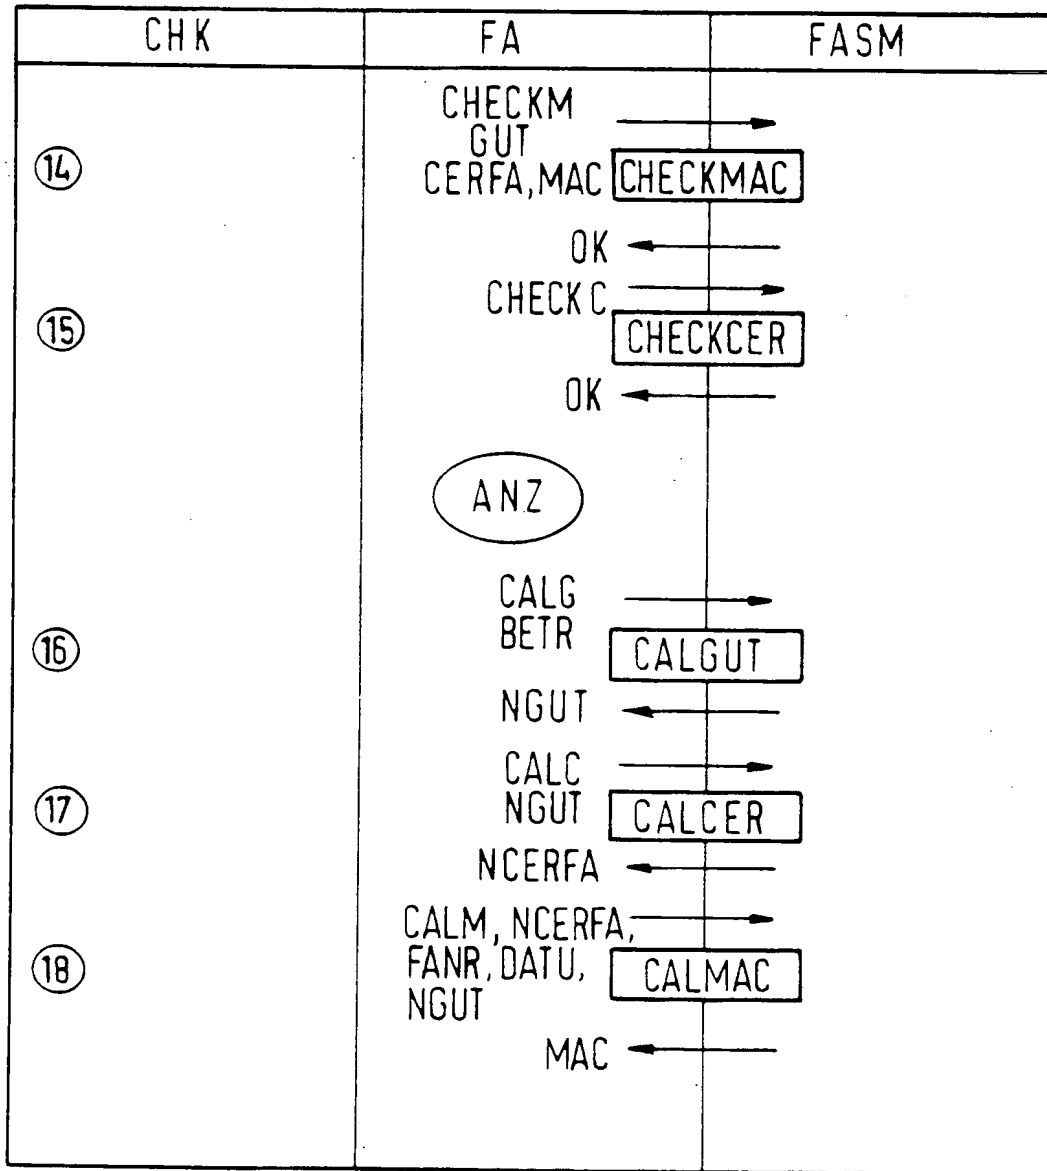 CHK FA FASM
CHECKM
GUT
14 CERFA, MAC CHECKMAC
OK
CHECK C
15 CHECKCER
OK
ANZ
CALG
BETR
16 CALGUT
NGUT
CALC
17 NGUT CALCER
NCERFA
CALM, NCERFA,
18 FANR, DATU, CALMAC
NGUT
MAC